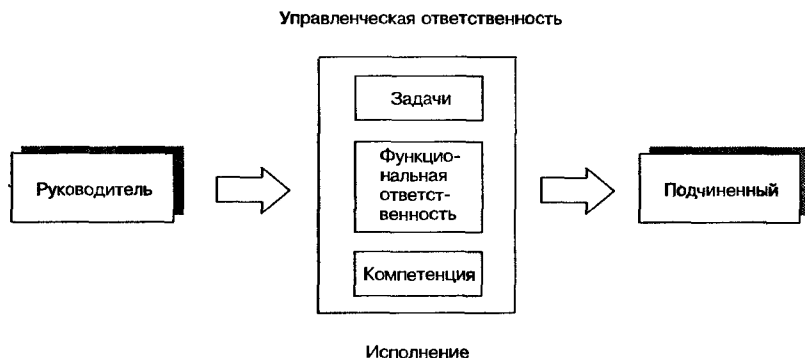 Управленческая ответственность
Задачи
Руководитель
Функцио-
нальная
ответст-
венность
Подчиненный
Компетенция
Исполнение